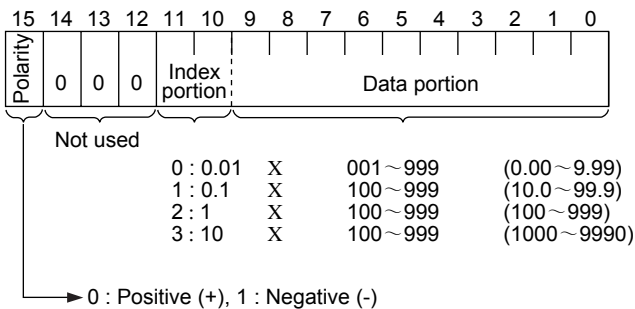 15 14 13 12 11 10 9 8 7 6 5 4 3 2 1 0
Polarity 0 0 0 Index portion Data portion
Not used
0 : 0.01 X 001～999 (0.00～9.99)
1 : 0.1 X 100～999 (10.0～99.9)
2 : 1 X 100～999 (100～999)
3 : 10 X 100～999 (1000～9990)
0 : Positive (+), 1 : Negative (-)